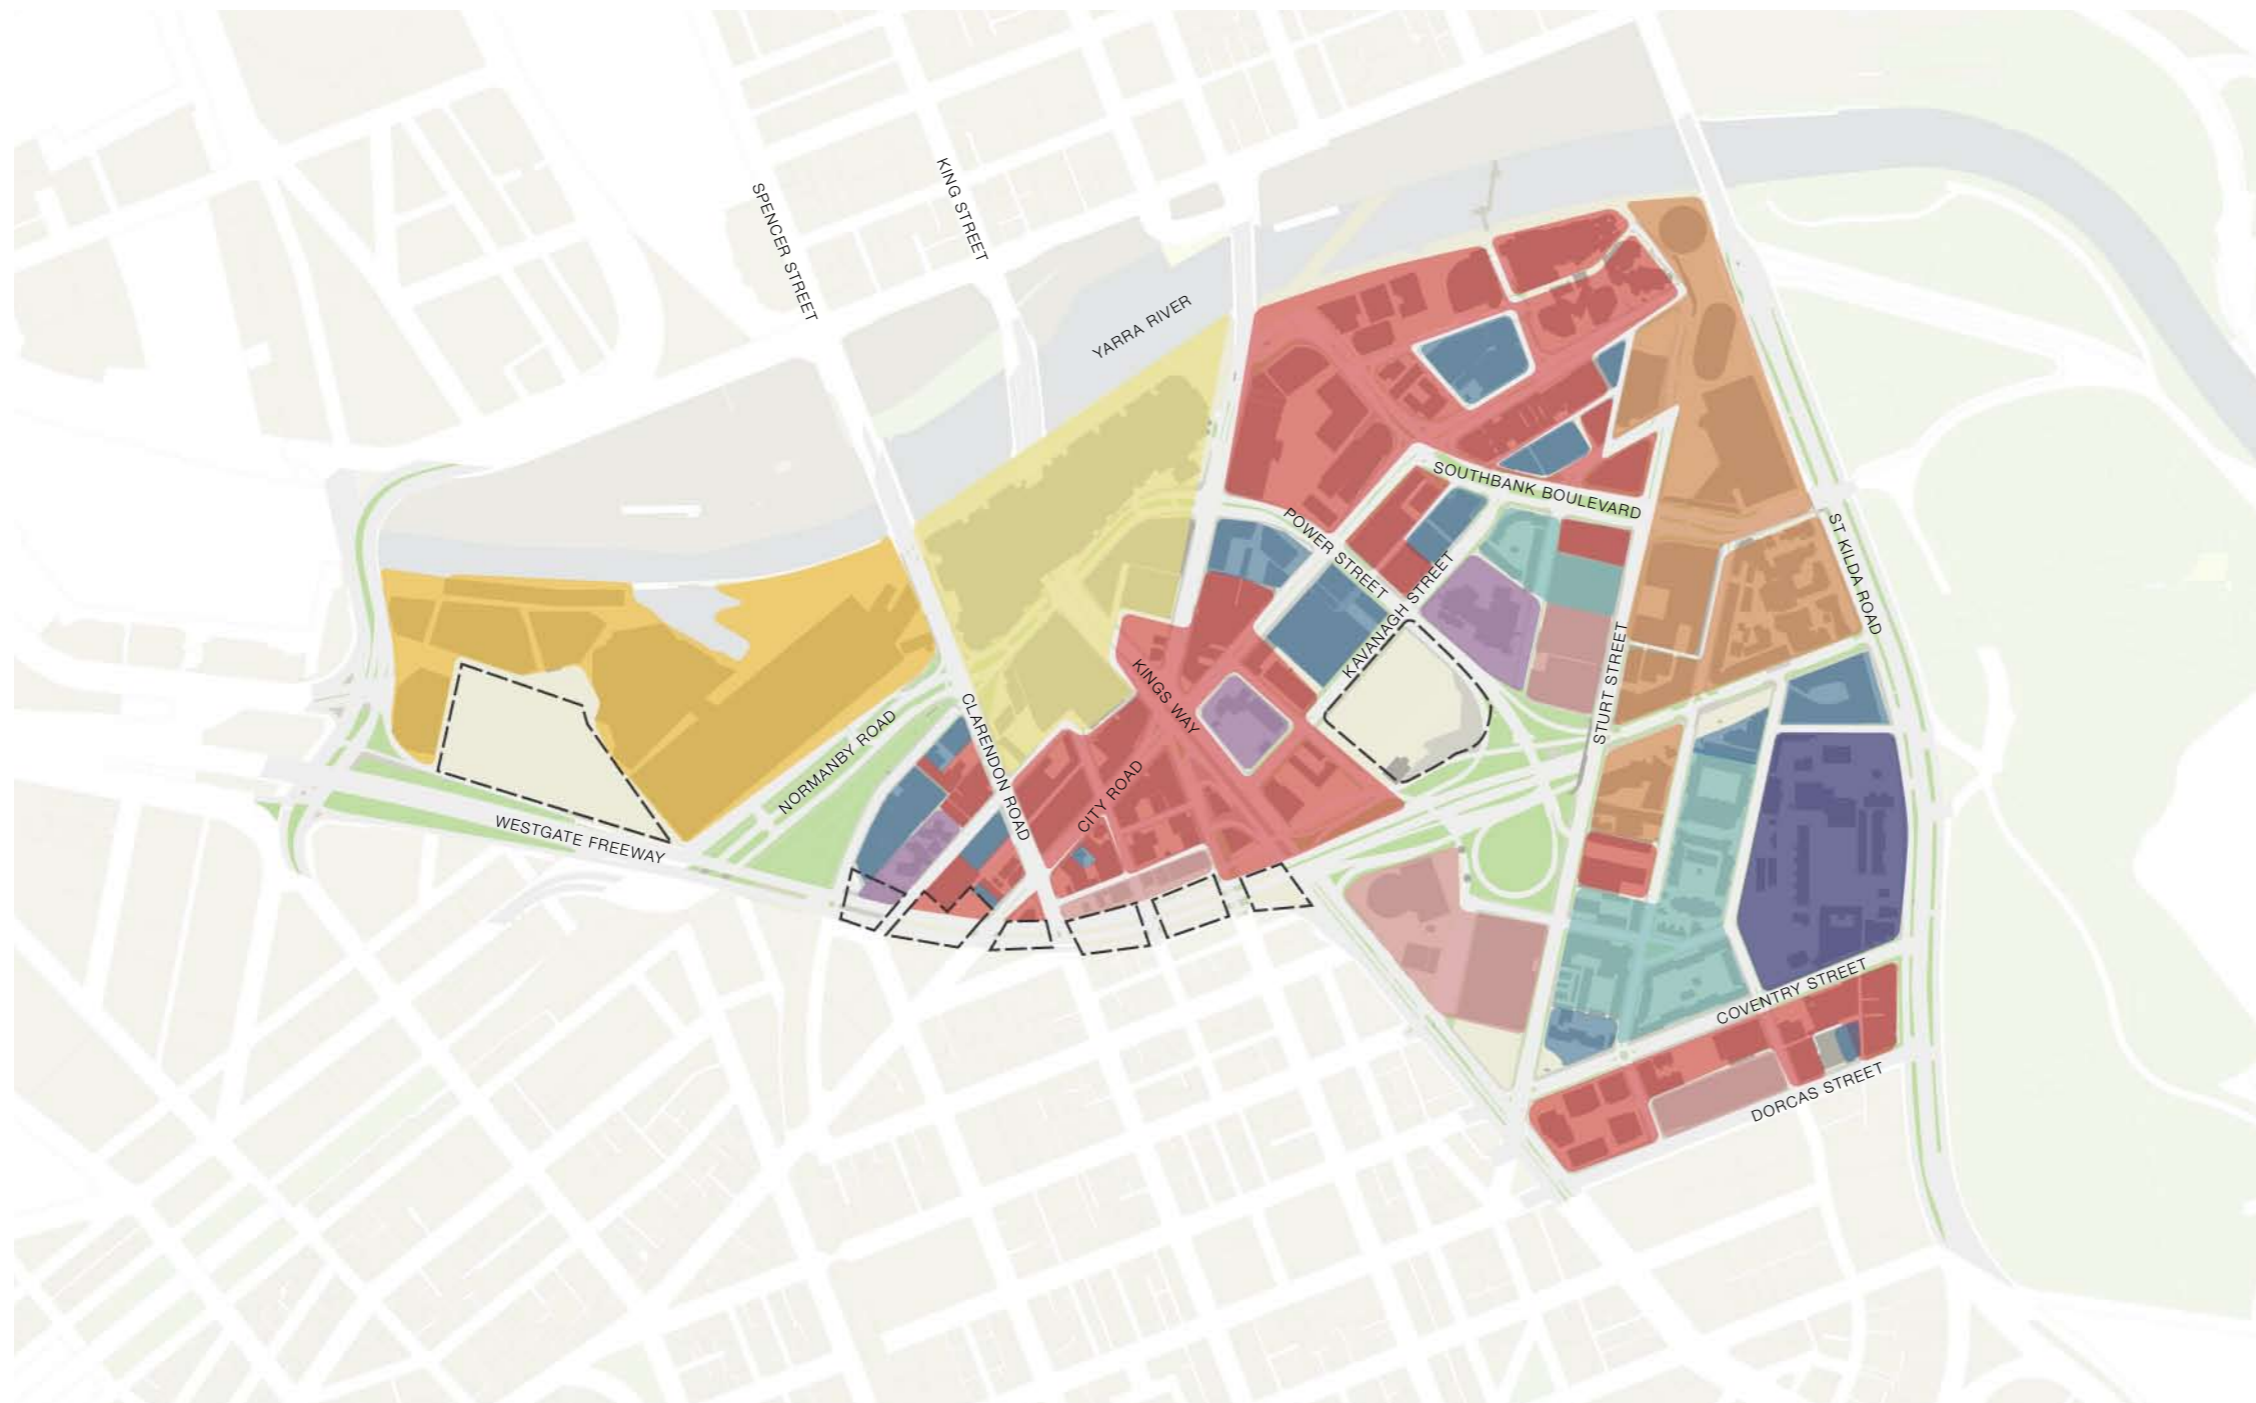 KING STREET
SPENCER STREET
YARRA RIVER
SOUTHBANK BOULEVARD
POWER STREET
ST KILDA ROAD
KAVANAGH STREET
STURT STREET
KINGS WAY
CLARENDON ROAD
NORMANBY ROAD
CITY ROAD
WESTGATE FREEWAY
COVENTRY STREET
DORCAS STREET